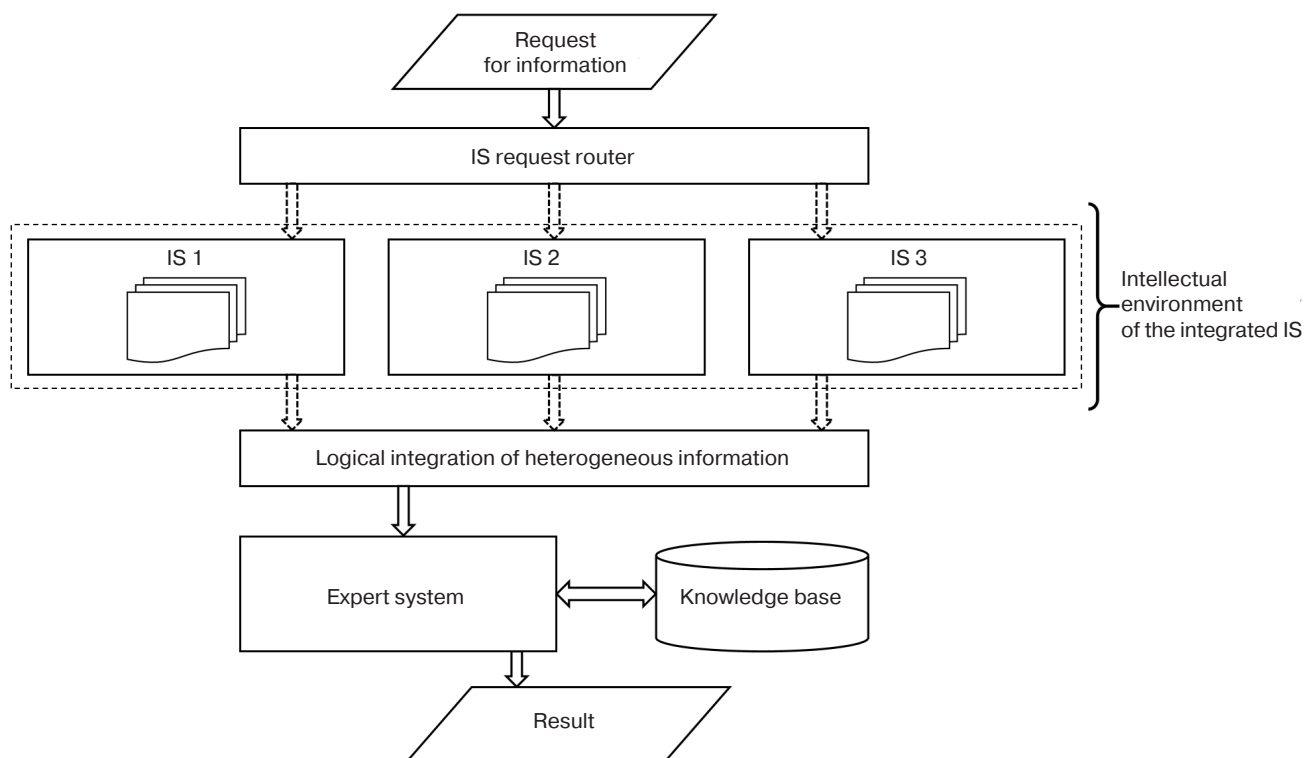 Request
for information
IS request router
IS 1
IS 2
IS 3
Intellectual
environment
of the integrated IS
Logical integration of heterogeneous information
Expert system
Knowledge base
Result